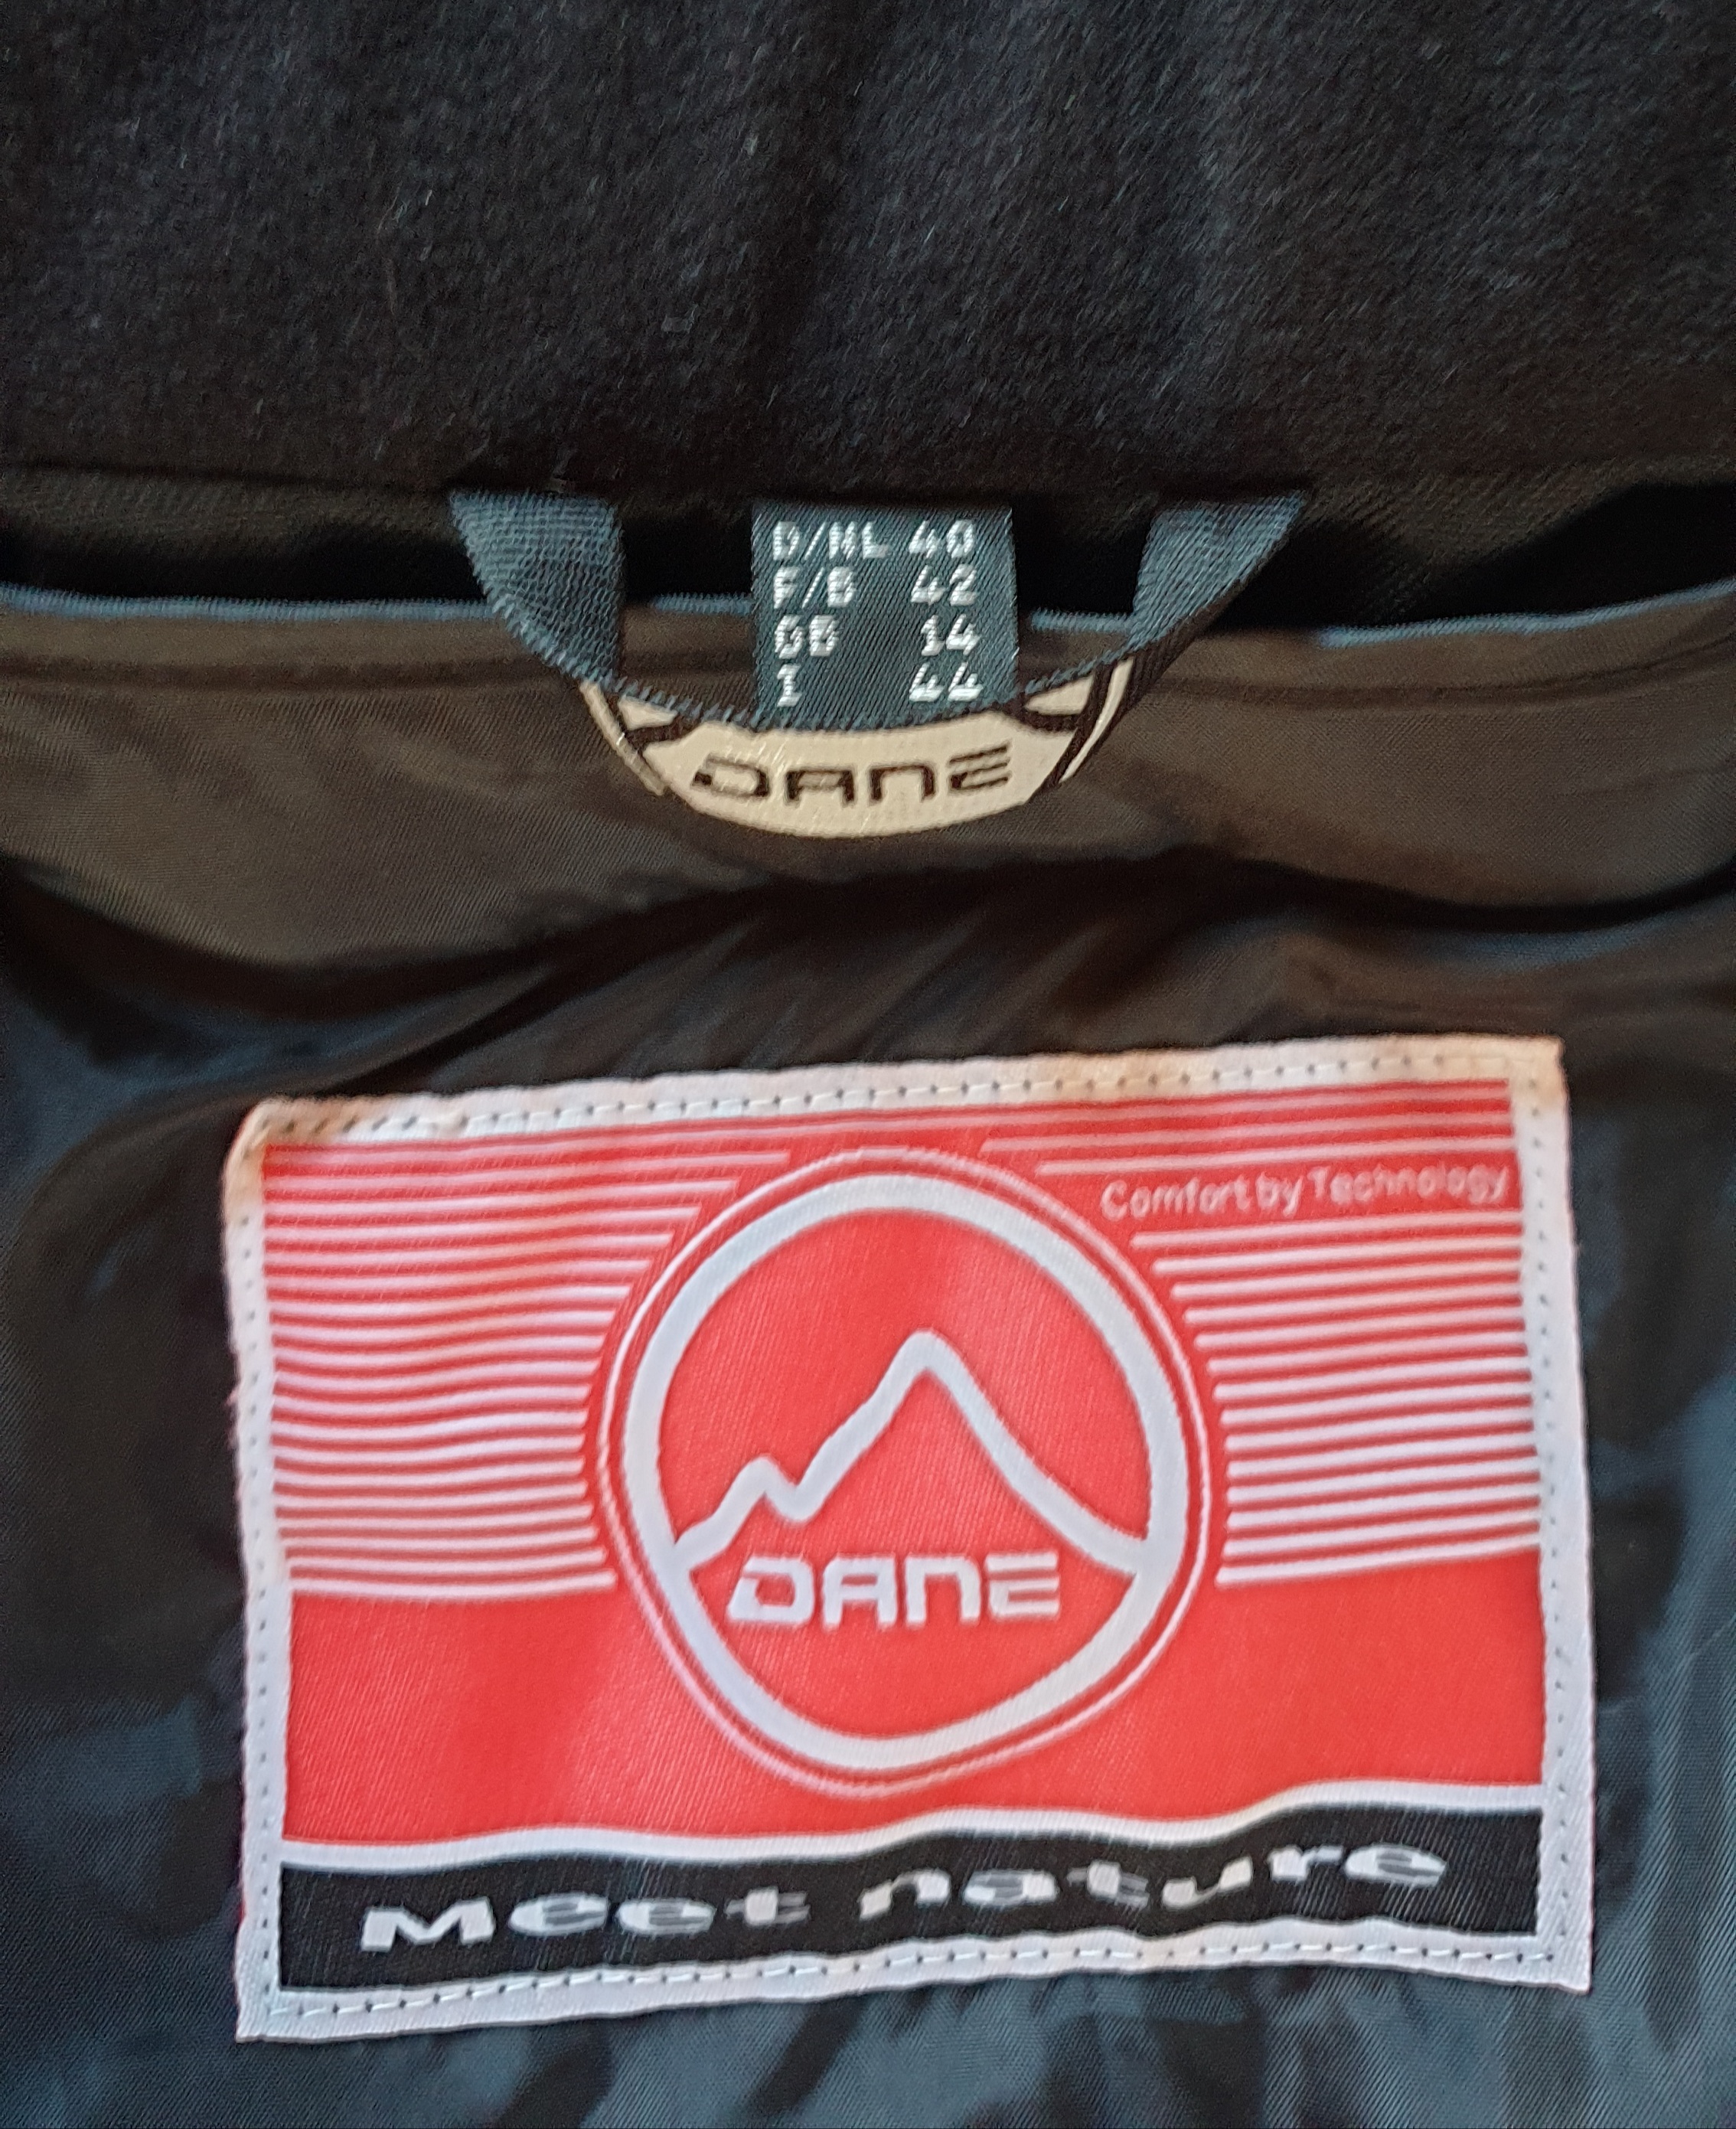 D/NL 40
F/B 42
GB 14
I 44
DANE
Comfort by Technology
DANE
Meet nature